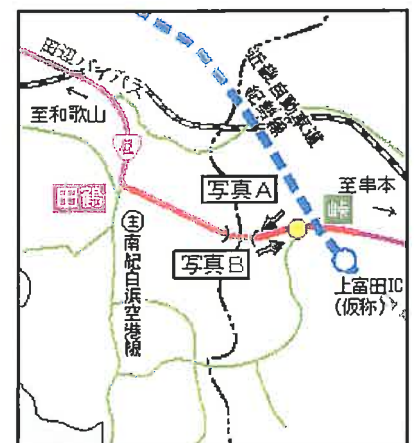 田辺バイパス
近畿自動車道
紀勢線
至和歌山
42
至串本
写真A
田鶴
峠
写真B
㊤南紀白浜空港線
上富田IC
(仮称)